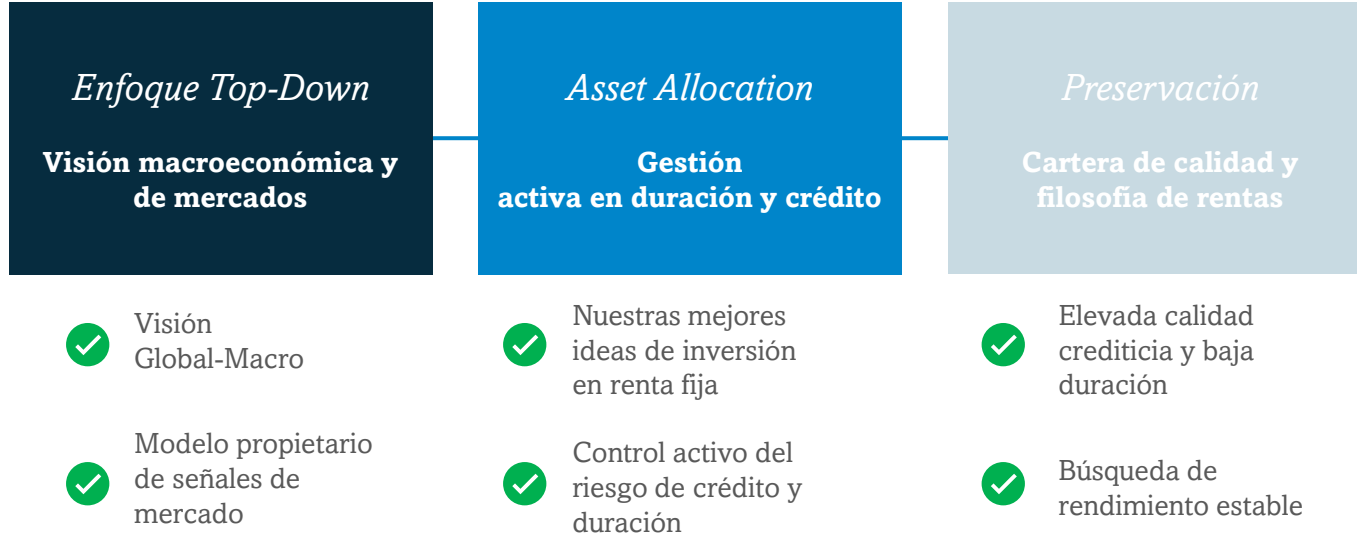 Enfoque Top-Down
Visión macroeconómica y
de mercados
Visión
Global-Macro
Modelo propietario
de señales de
mercado
Asset Allocation
Gestión
activa en duración y crédito
Nuestras mejores
ideas de inversión
en renta fija
Control activo del
riesgo de crédito y
duración
Preservación
Cartera de calidad y
filosofia de rentas
Elevada calidad
crediticia y baja
duración
Búsqueda de
rendimiento estable